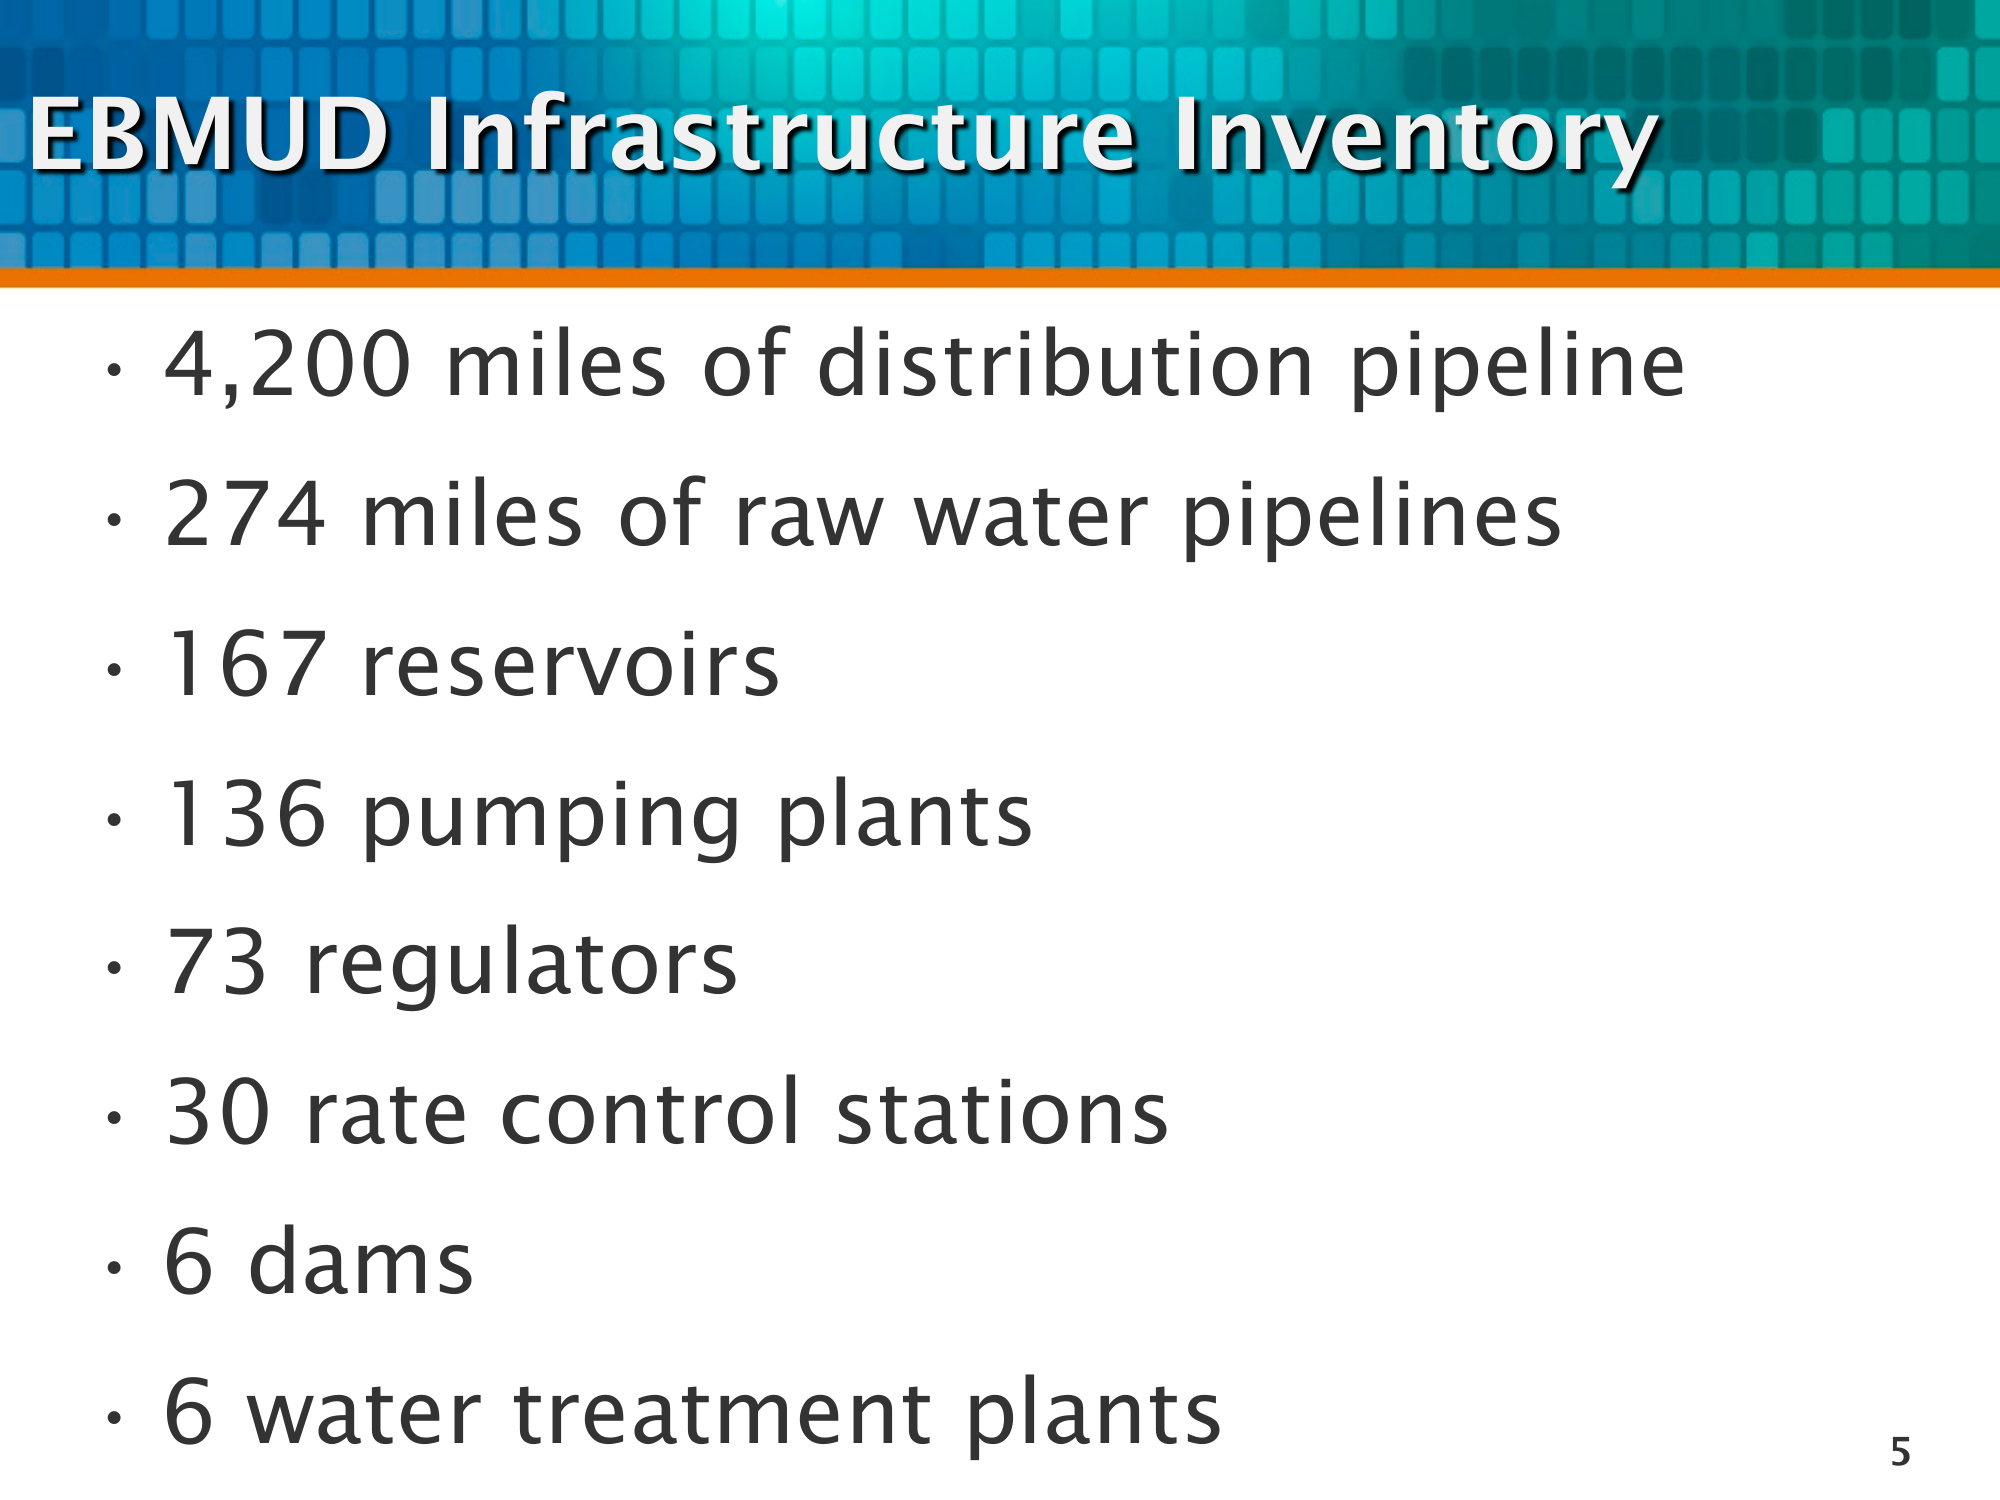 EBMUD Infrastructure Inventory
• 4,200 miles of distribution pipeline
• 274 miles of raw water pipelines
• 167 reservoirs
• 136 pumping plants
• 73 regulators
• 30 rate control stations
• 6 dams
• 6 water treatment plants
5